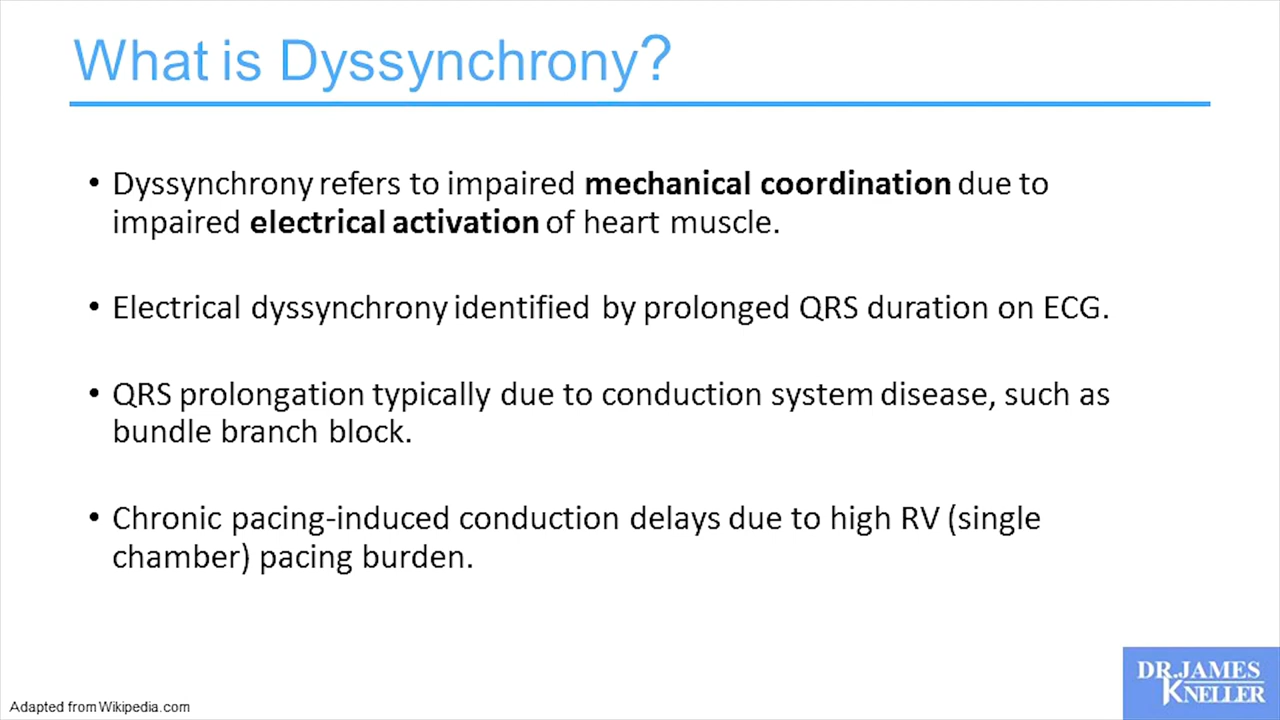 What is Dyssynchrony?
• Dyssynchrony refers to impaired mechanical coordination due to
impaired electrical activation of heart muscle.
• Electrical dyssynchrony identified by prolonged QRS duration on ECG.
• QRS prolongation typically due to conduction system disease, such as
bundle branch block.
• Chronic pacing-induced conduction delays due to high RV (single
chamber) pacing burden.
DR.JAMES
KNELLER
Adapted from Wikipedia.com